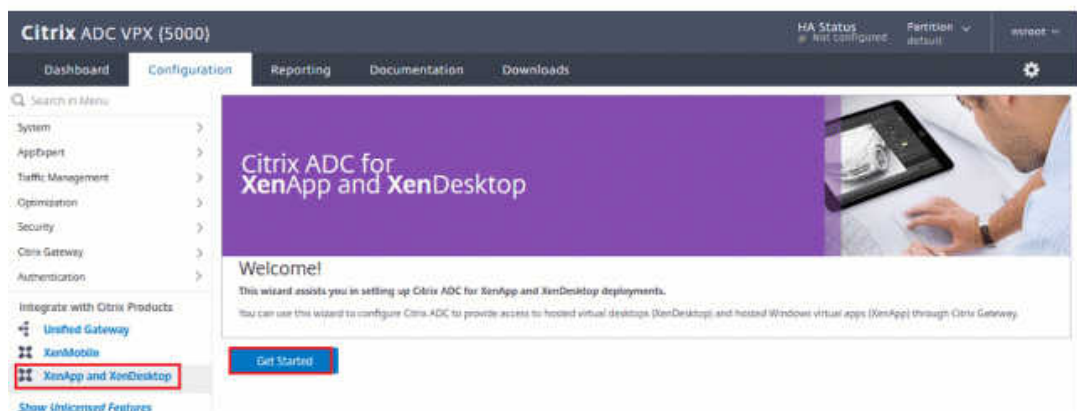 Citrix ADC VPX (5000)
HA Status
Not configured
Partition
default
nsroot
Dashboard
Configuration
Reporting
Documentation
Downloads
Search in Menu
System
AppExpert
Traffic Management
Optimization
Security
Citrix Gateway
Authentication
Integrate with Citrix Products
Unified Gateway
XenMobile
XenApp and XenDesktop
Show Unlicensed Features
Citrix ADC for
XenApp and XenDesktop
Welcome!
This wizard assists you in setting up Citrix ADC for XenApp and XenDesktop deployments.
You can use this wizard to configure Citrix ADC to provide access to hosted virtual desktops (XenDesktop) and hosted Windows virtual apps (XenApp) through Citrix Gateway.
Get Started